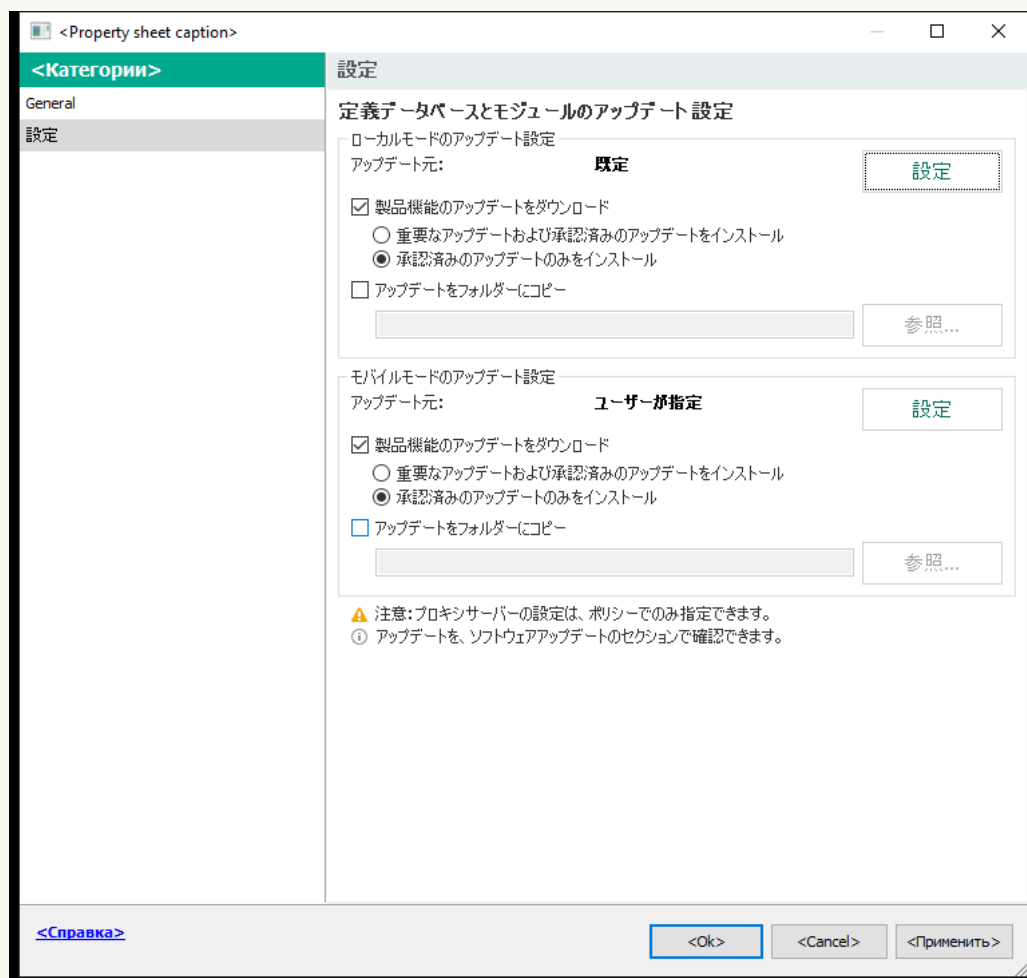 <Property sheet caption>
<Категории>
General
設定
設定
定義データベースとモジュールのアップデート設定
ローカルモードのアップデート設定
アップデート元: 既定 設定
製品機能のアップデートをダウンロード
重要なアップデートおよび承認済みのアップデートをインストール
承認済みのアップデートのみをインストール
アップデートをフォルダーにコピー
参照...
モバイルモードのアップデート設定
アップデート元: ユーザーが指定 設定
製品機能のアップデートをダウンロード
重要なアップデートおよび承認済みのアップデートをインストール
承認済みのアップデートのみをインストール
アップデートをフォルダーにコピー
参照...
注意:プロキシサーバーの設定は、ポリシーでのみ指定できます。
アップデートを、ソフトウェアアップデートのセクションで確認できます。
<Справка>
<Ok> <Cancel> <Применить>